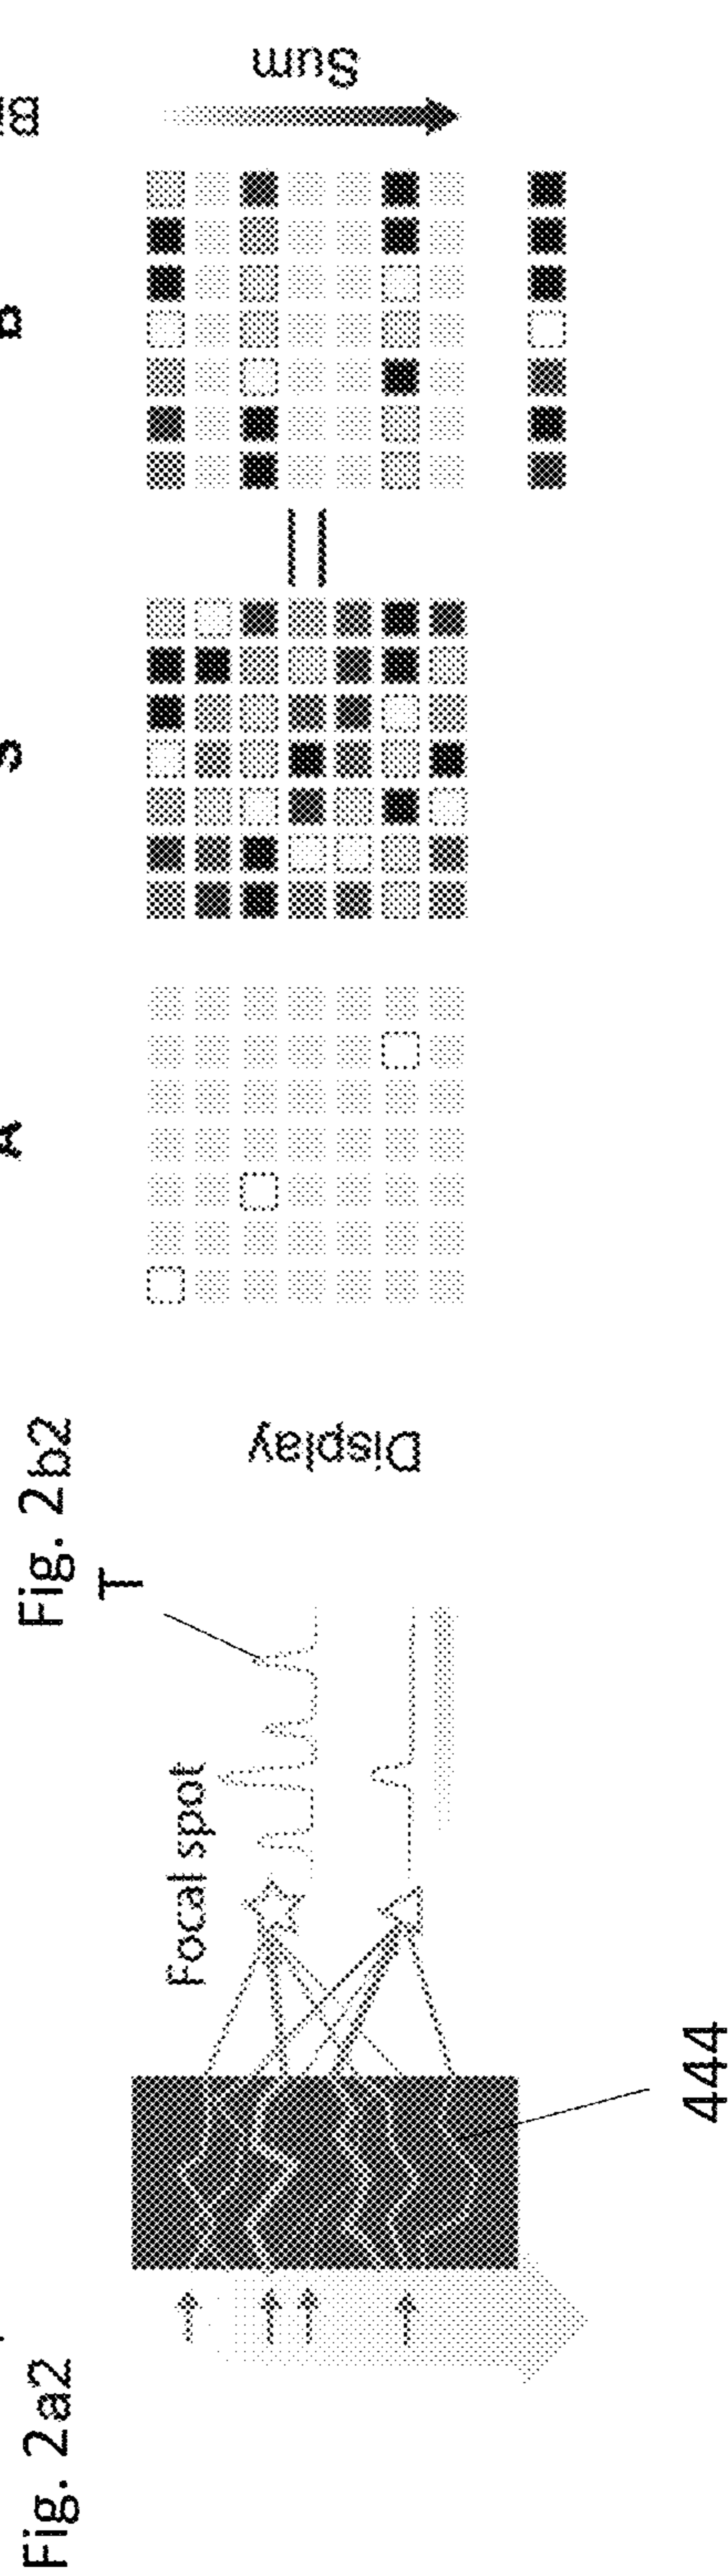 Fig. 2a2
444
Focal spot
T
Fig. 2b2
Display
A
S
B
Sum